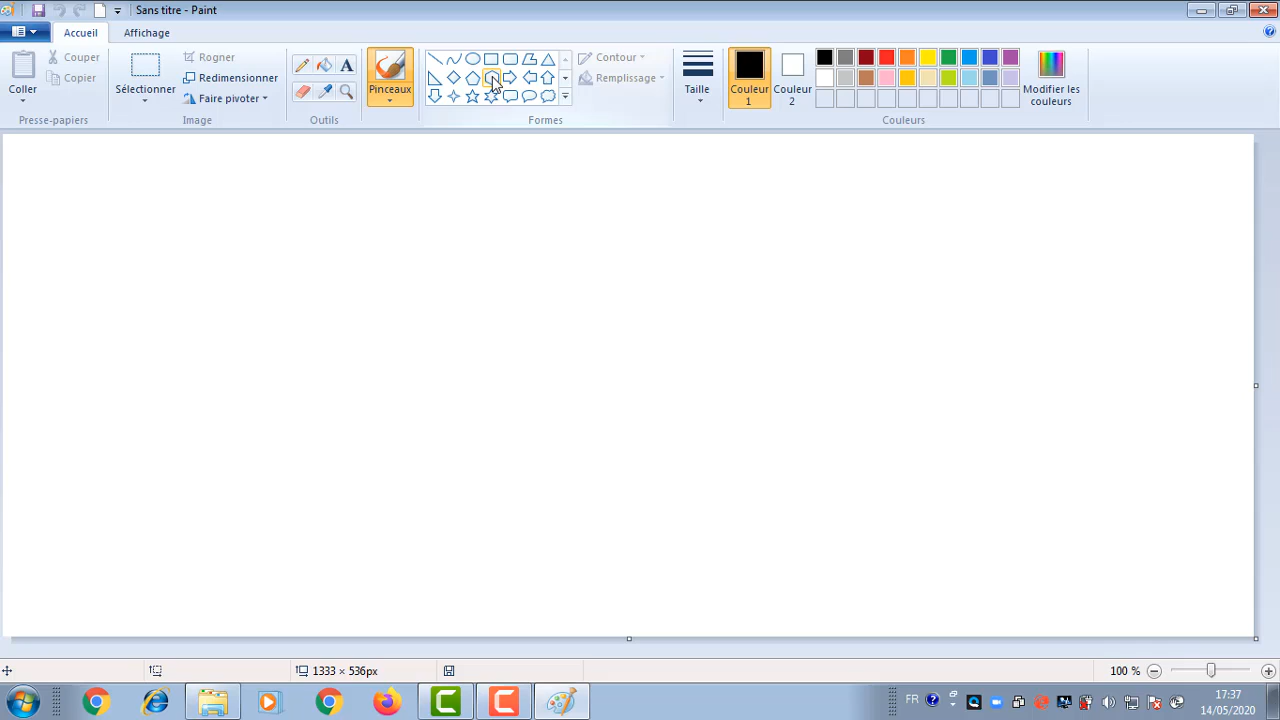 Sans titre - Paint
Accueil
Affichage
Coller
Couper
Copier
Presse-papiers
Sélectionner
Rogner
Redimensionner
Faire pivoter
Image
A
Outils
Pinceaux
Formes
Contour
Remplissage
Taille
Couleur 1
Couleur 2
Modifier les couleurs
Couleurs
1333 × 536px
100 %
FR
17:37
14/05/2020